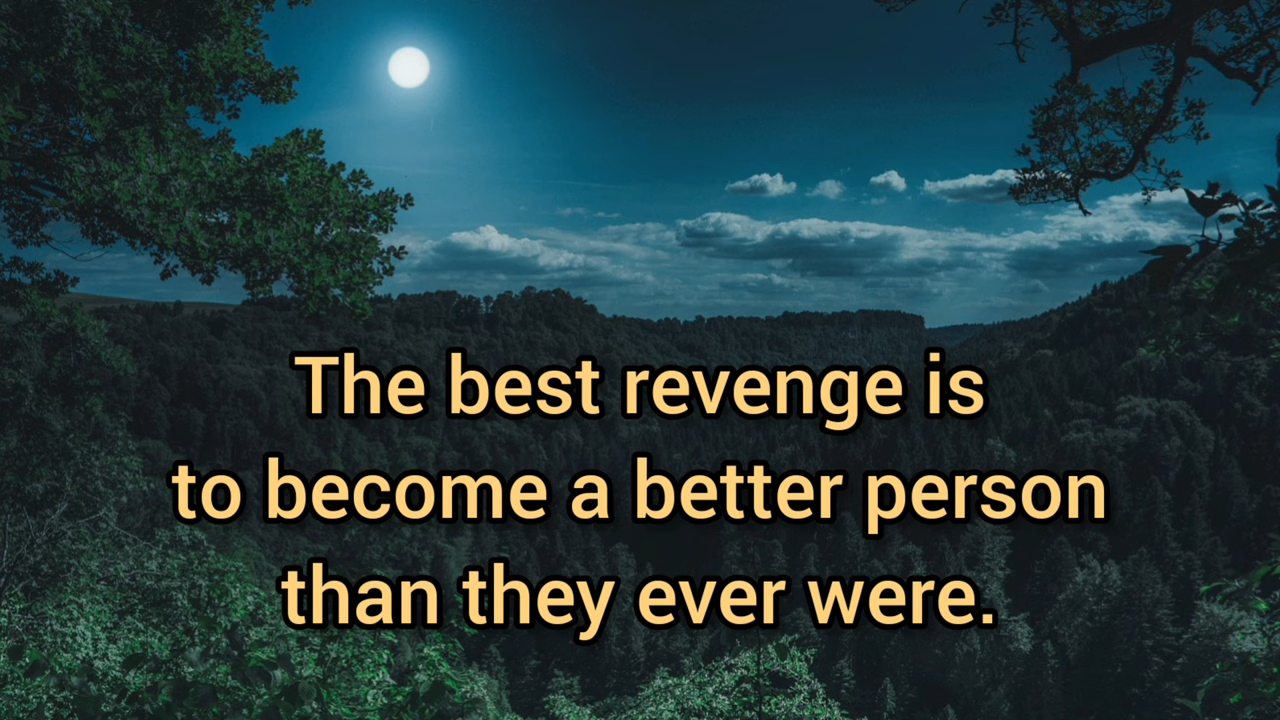 The best revenge is
to become a better person
than they ever were.